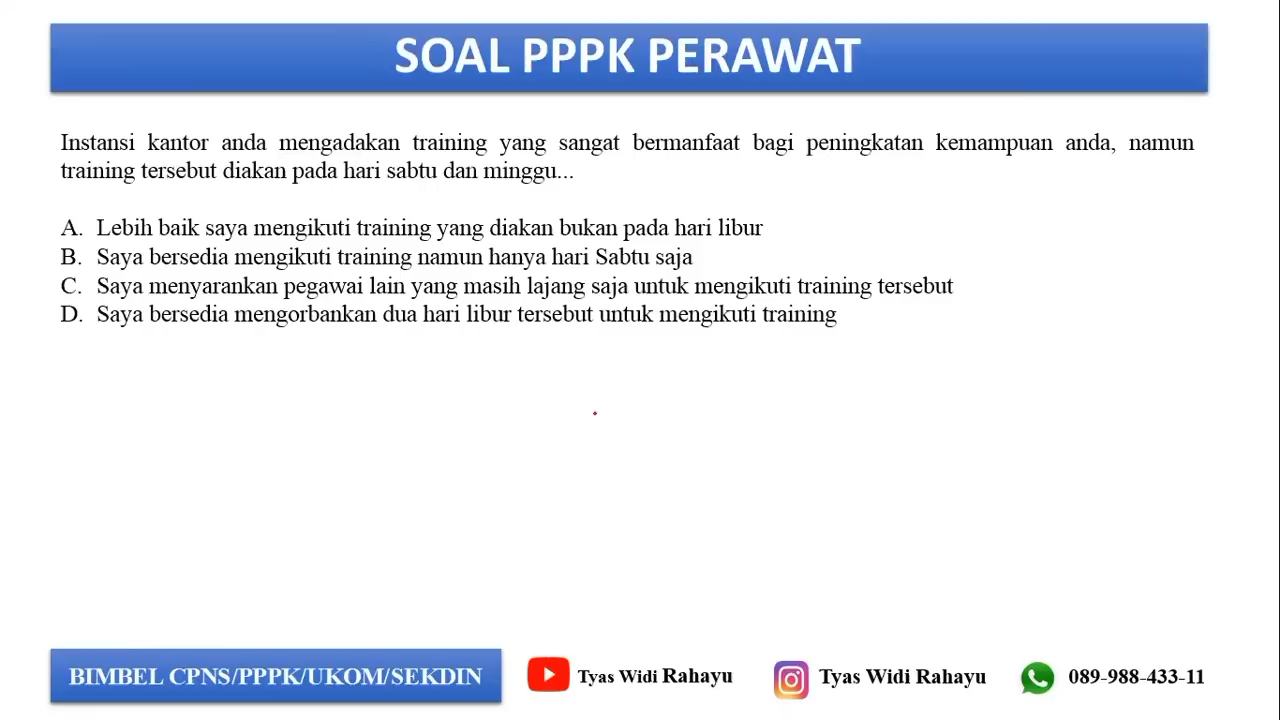 SOAL PPPK PERAWAT
Instansi kantor anda mengadakan training yang sangat bermanfaat bagi peningkatan kemampuan anda, namun
training tersebut diakan pada hari sabtu dan minggu...
A. Lebih baik saya mengikuti training yang diakan bukan pada hari libur
B. Saya bersedia mengikuti training namun hanya hari Sabtu saja
C. Saya menyarankan pegawai lain yang masih lajang saja untuk mengikuti training tersebut
D. Saya bersedia mengorbankan dua hari libur tersebut untuk mengikuti training
BIMBEL CPNS/PPPK/UKOM/SEKDIN Tyas Widi Rahayu Tyas Widi Rahayu 089-988-433-11